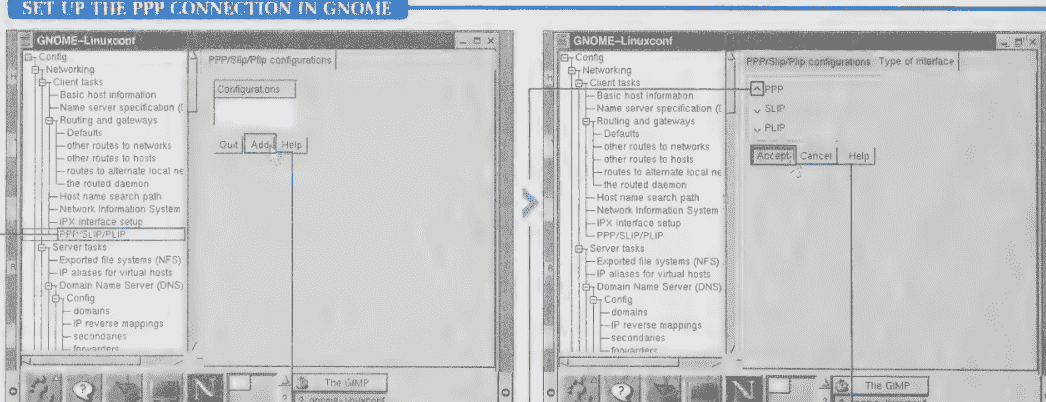 SET UP THE PPP CONNECTION IN GNOME
GNOME-Linuxconf
Config
Networking
Client tasks
Basic host information
Name server specification (D
Routing and gateways
Defaults
other routes to networks
other routes to hosts
routes to alternate local ne
the routed daemon
Host name search path
Network Information System
IPX interface setup
PPP/SLIP/PLIP
Server tasks
Exported file systems (NFS)
IP aliases for virtual hosts
Domain Name Server (DNS)
Config
domains
IP reverse mappings
secondaries
forwarders
PPP/Slip/Plip configurations
Configurations
Quit Add Help
The GIMP
gnome-linuxconf
GNOME-Linuxconf
Config
Networking
Client tasks
Basic host information
Name server specification (D
Routing and gateways
Defaults
other routes to networks
other routes to hosts
routes to alternate local ne
the routed daemon
Host name search path
Network Information System
IPX interface setup
PPP/SLIP/PLIP
Server tasks
Exported file systems (NFS)
IP aliases for virtual hosts
Domain Name Server (DNS)
Config
domains
IP reverse mappings
secondaries
forwarders
PPP/Slip/Plip configurations Type of interface
PPP
SLIP
PLIP
Accept Cancel Help
The GIMP